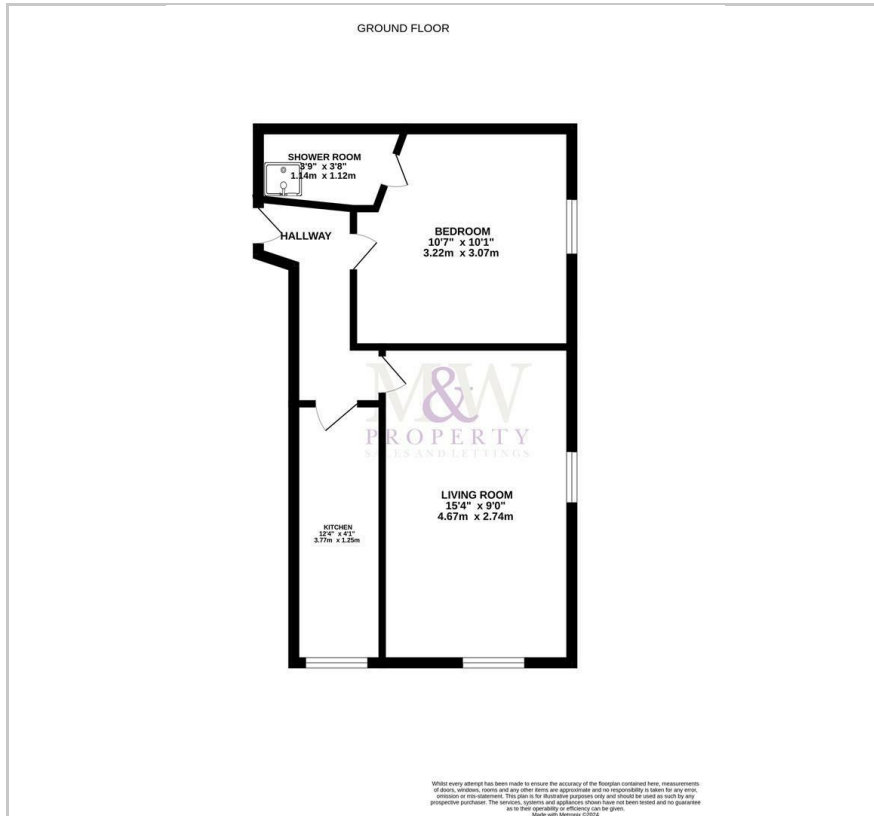 GROUND FLOOR
SHOWER ROOM
3'9" x 3'8"
1.14m x 1.12m
HALLWAY
BEDROOM
10'7" x 10'1"
3.22m x 3.07m
M&W
PROPERTY
SALES AND LETTINGS
LIVING ROOM
15'4" x 9'0"
4.67m x 2.74m
KITCHEN
12'4" x 4'1"
3.77m x 1.25m
Whilst every attempt has been made to ensure the accuracy of the floorplan contained here, measurements
of doors, windows, rooms and any other items are approximate and no responsibility is taken for any error,
omission or mis-statement. This plan is for illustrative purposes only and should be used as such by any
prospective purchaser. The services, systems and appliances shown have not been tested and no guarantee
as to their operability or efficiency can be given.
Made with Metropix ©2024